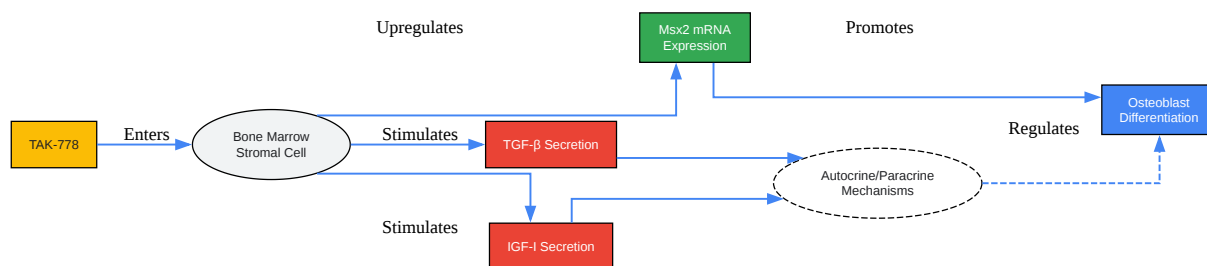 Upregulates
Msx2 mRNA
Expression
Promotes
TAK-778
Enters
Bone Marrow
Stromal Cell
Stimulates
TGF-β Secretion
Osteoblast
Differentiation
Regulates
Autocrine/Paracrine
Mechanisms
Stimulates
IGF-I Secretion